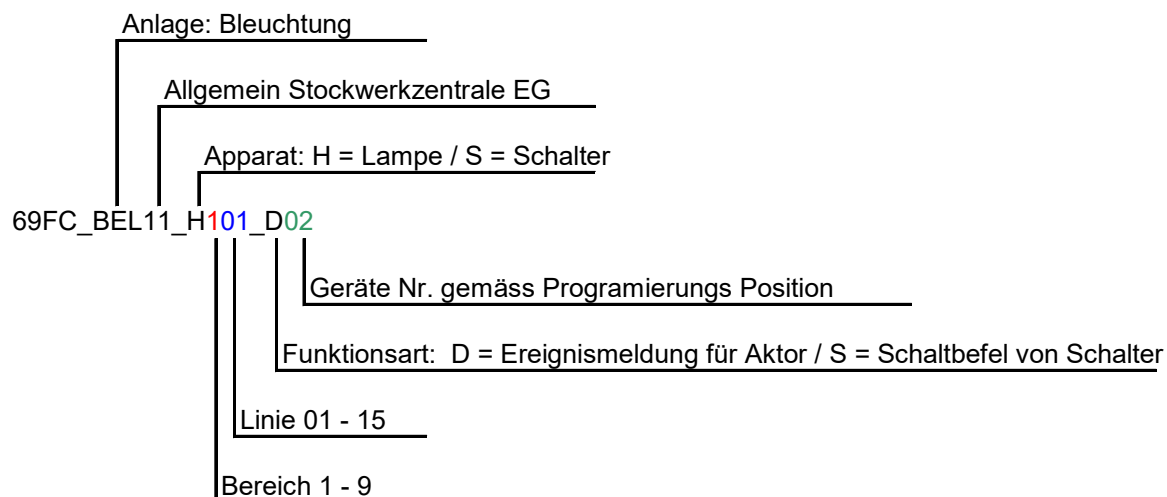 Anlage: Bleuchtung
Allgemein Stockwerkzentrale EG
Apparat: H = Lampe / S = Schalter
69FC_BEL11_H101_D02
Geräte Nr. gemäss Programierungs Position
Funktionsart:  D = Ereignismeldung für Aktor / S = Schaltbefel von Schalter
Linie 01 - 15
Bereich 1 - 9